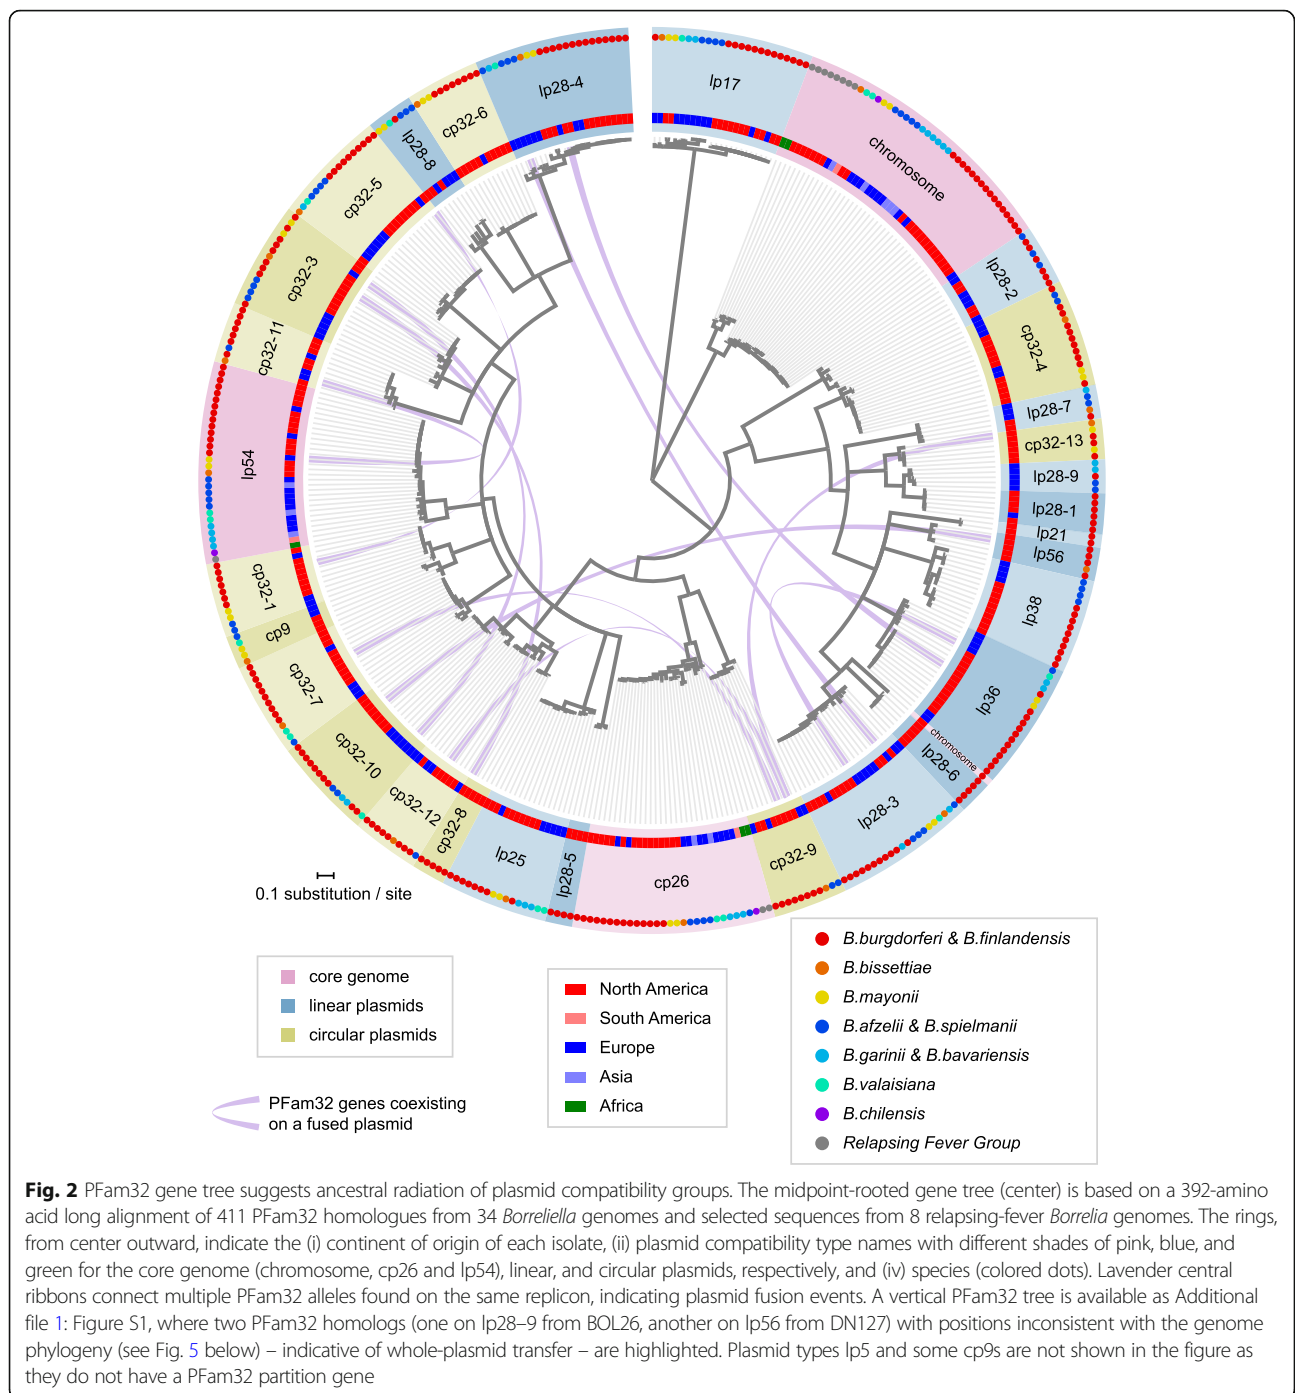 lp17
chromosome
lp28-2
cp32-4
lp28-7
cp32-13
lp28-9
lp28-1
lp21
lp56
lp38
lp36
chromosome
lp28-6
lp28-3
cp32-9
cp26
lp28-5
lp25
cp32-8
cp32-12
cp32-10
cp32-7
cp9
cp32-1
lp54
cp32-11
cp32-3
cp32-5
lp28-8
cp32-6
lp28-4
0.1 substitution / site
core genome
linear plasmids
circular plasmids
PFam32 genes coexisting
on a fused plasmid
North America
South America
Europe
Asia
Africa
B.burgdorferi & B.finlandensis
B.bissettiae
B.mayonii
B.afzelii & B.spielmanii
B.garinii & B.bavariensis
B.valaisiana
B.chilensis
Relapsing Fever Group
Fig. 2 PFam32 gene tree suggests ancestral radiation of plasmid compatibility groups. The midpoint-rooted gene tree (center) is based on a 392-amino
acid long alignment of 411 PFam32 homologues from 34 Borreliella genomes and selected sequences from 8 relapsing-fever Borrelia genomes. The rings,
from center outward, indicate the (i) continent of origin of each isolate, (ii) plasmid compatibility type names with different shades of pink, blue, and
green for the core genome (chromosome, cp26 and lp54), linear, and circular plasmids, respectively, and (iv) species (colored dots). Lavender central
ribbons connect multiple PFam32 alleles found on the same replicon, indicating plasmid fusion events. A vertical PFam32 tree is available as Additional
file 1: Figure S1, where two PFam32 homologs (one on lp28–9 from BOL26, another on lp56 from DN127) with positions inconsistent with the genome
phylogeny (see Fig. 5 below) – indicative of whole-plasmid transfer – are highlighted. Plasmid types lp5 and some cp9s are not shown in the figure as
they do not have a PFam32 partition gene